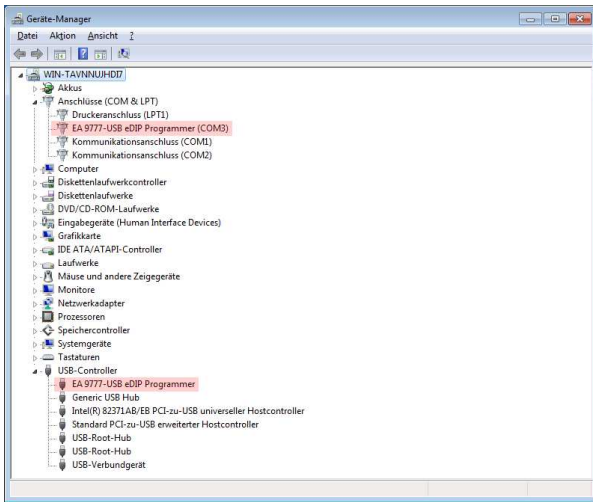 Geräte-Manager
Datei Aktion Ansicht ?
WIN-TAVNNUJHDI7
Akkus
Anschlüsse (COM & LPT)
Druckeranschluss (LPT1)
EA 9777-USB eDIP Programmer (COM3)
Kommunikationsanschluss (COM1)
Kommunikationsanschluss (COM2)
Computer
Diskettenlaufwerkcontroller
Diskettenlaufwerke
DVD/CD-ROM-Laufwerke
Eingabegeräte (Human Interface Devices)
Grafikkarte
IDE ATA/ATAPI-Controller
Laufwerke
Mäuse und andere Zeigegeräte
Monitore
Netzwerkadapter
Prozessoren
Speichercontroller
Systemgeräte
Tastaturen
USB-Controller
EA 9777-USB eDIP Programmer
Generic USB Hub
Intel(R) 82371AB/EB PCI-zu-USB universeller Hostcontroller
Standard PCI-zu-USB erweiterter Hostcontroller
USB-Root-Hub
USB-Root-Hub
USB-Verbundgerät